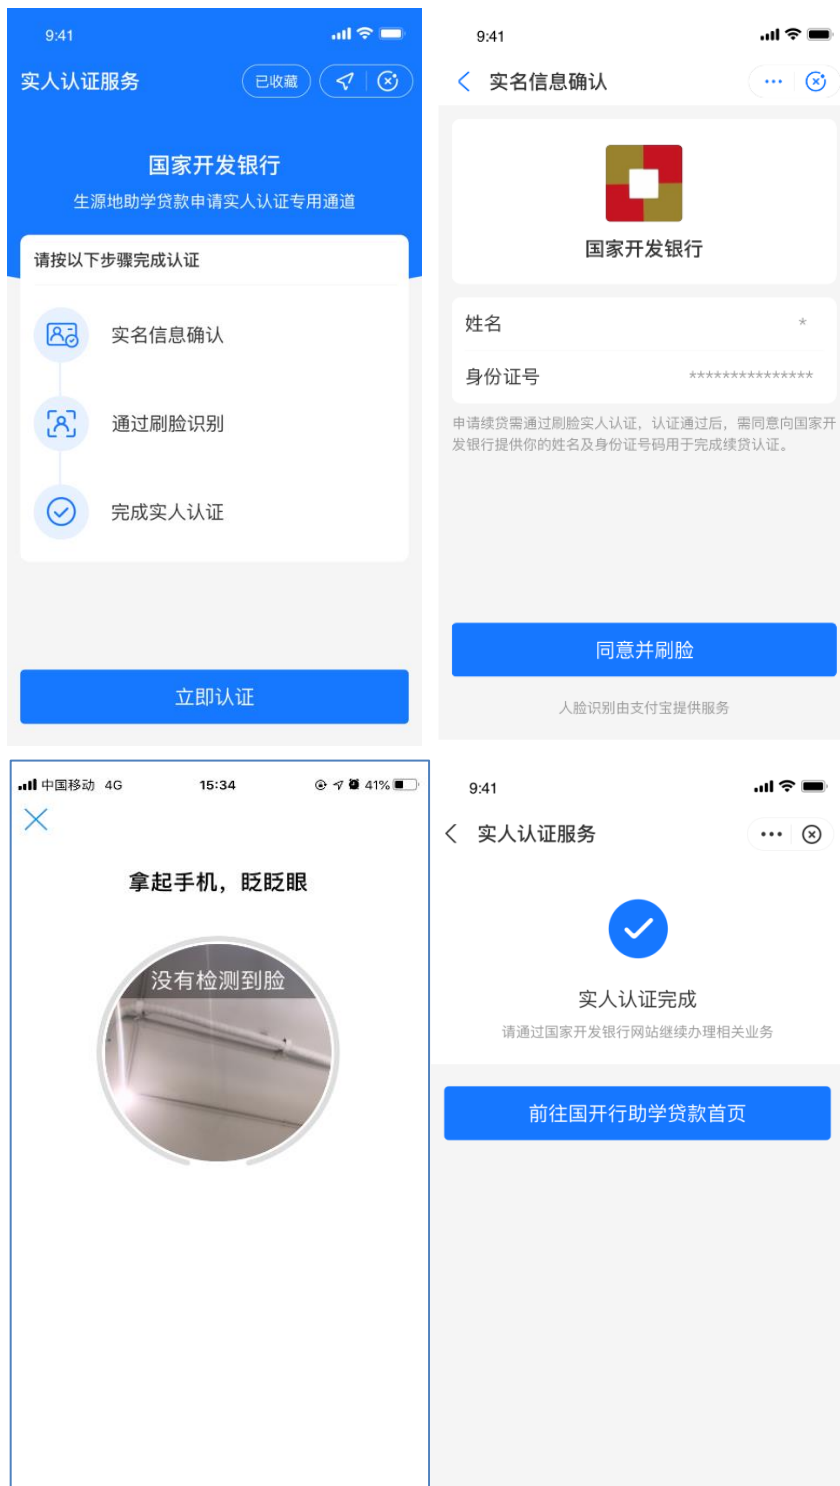 9:41
实人认证服务
已收藏
国家开发银行
生源地助学贷款申请实人认证专用通道
请按以下步骤完成认证
实名信息确认
通过刷脸识别
完成实人认证
立即认证
9:41
实名信息确认
国家开发银行
姓名 *
身份证号 ***************
申请续贷需通过刷脸实人认证，认证通过后，需同意向国家开
发银行提供你的姓名及身份证号码用于完成续贷认证。
同意并刷脸
人脸识别由支付宝提供服务
中国移动 4G 15:34 41%
拿起手机，眨眨眼
没有检测到脸
9:41
实人认证服务
实人认证完成
请通过国家开发银行网站继续办理相关业务
前往国开行助学贷款首页